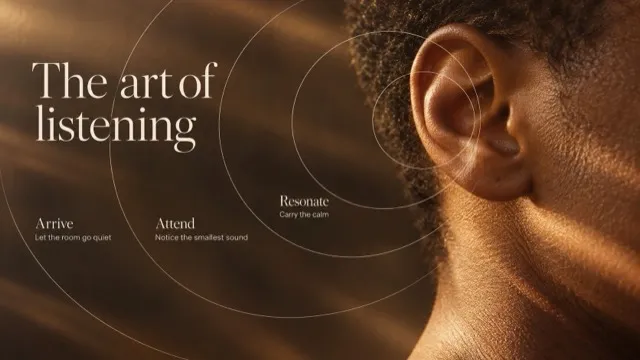 The art of
listening
Arrive
Let the room go quiet
Attend
Notice the smallest sound
Resonate
Carry the calm